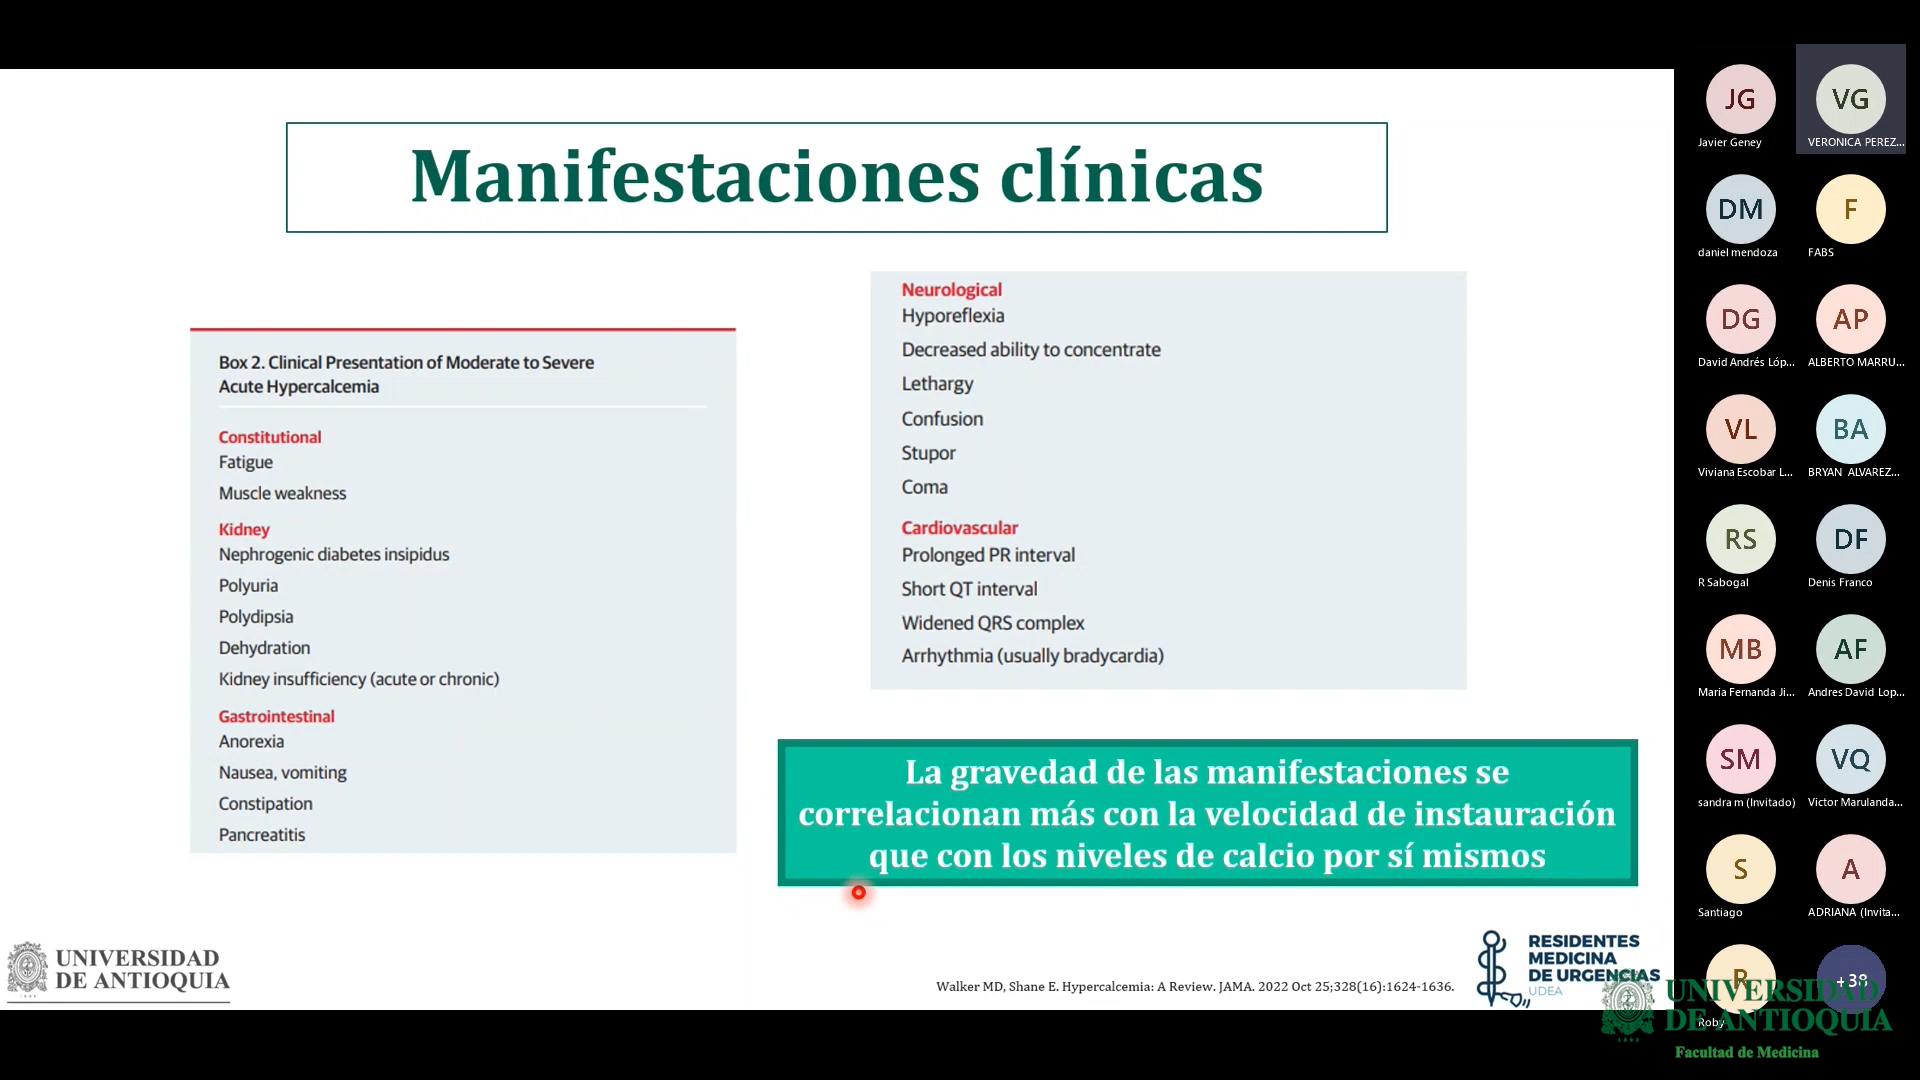 Manifestaciones clínicas
Box 2. Clinical Presentation of Moderate to Severe
Acute Hypercalcemia
Constitutional
Fatigue
Muscle weakness
Kidney
Nephrogenic diabetes insipidus
Polyuria
Polydipsia
Dehydration
Kidney insufficiency (acute or chronic)
Gastrointestinal
Anorexia
Nausea, vomiting
Constipation
Pancreatitis
Neurological
Hyporeflexia
Decreased ability to concentrate
Lethargy
Confusion
Stupor
Coma
Cardiovascular
Prolonged PR interval
Short QT interval
Widened QRS complex
Arrhythmia (usually bradycardia)
La gravedad de las manifestaciones se
correlacionan más con la velocidad de instauración
que con los niveles de calcio por sí mismos
UNIVERSIDAD
DE ANTIOQUIA
Walker MD, Shane E. Hypercalcemia: A Review. JAMA. 2022 Oct 25;328(16):1624-1636.
RESIDENTES
MEDICINA
DE URGENCIAS
UDEA
JG
Javier Geney
VG
VERONICA PEREZ...
DM
daniel mendoza
F
FABS
DG
David Andrés Lóp...
AP
ALBERTO MARRU...
VL
Viviana Escobar L...
BA
BRYAN ALVAREZ...
RS
R Sabogal
DF
Denis Franco
MB
Maria Fernanda Ji...
AF
Andres David Lop...
SM
sandra m (Invitado)
VQ
Victor Marulanda...
S
Santiago
A
ADRIANA (Invita...
R
Roby
+38
UNIVERSIDAD
DE ANTIOQUIA
Facultad de Medicina